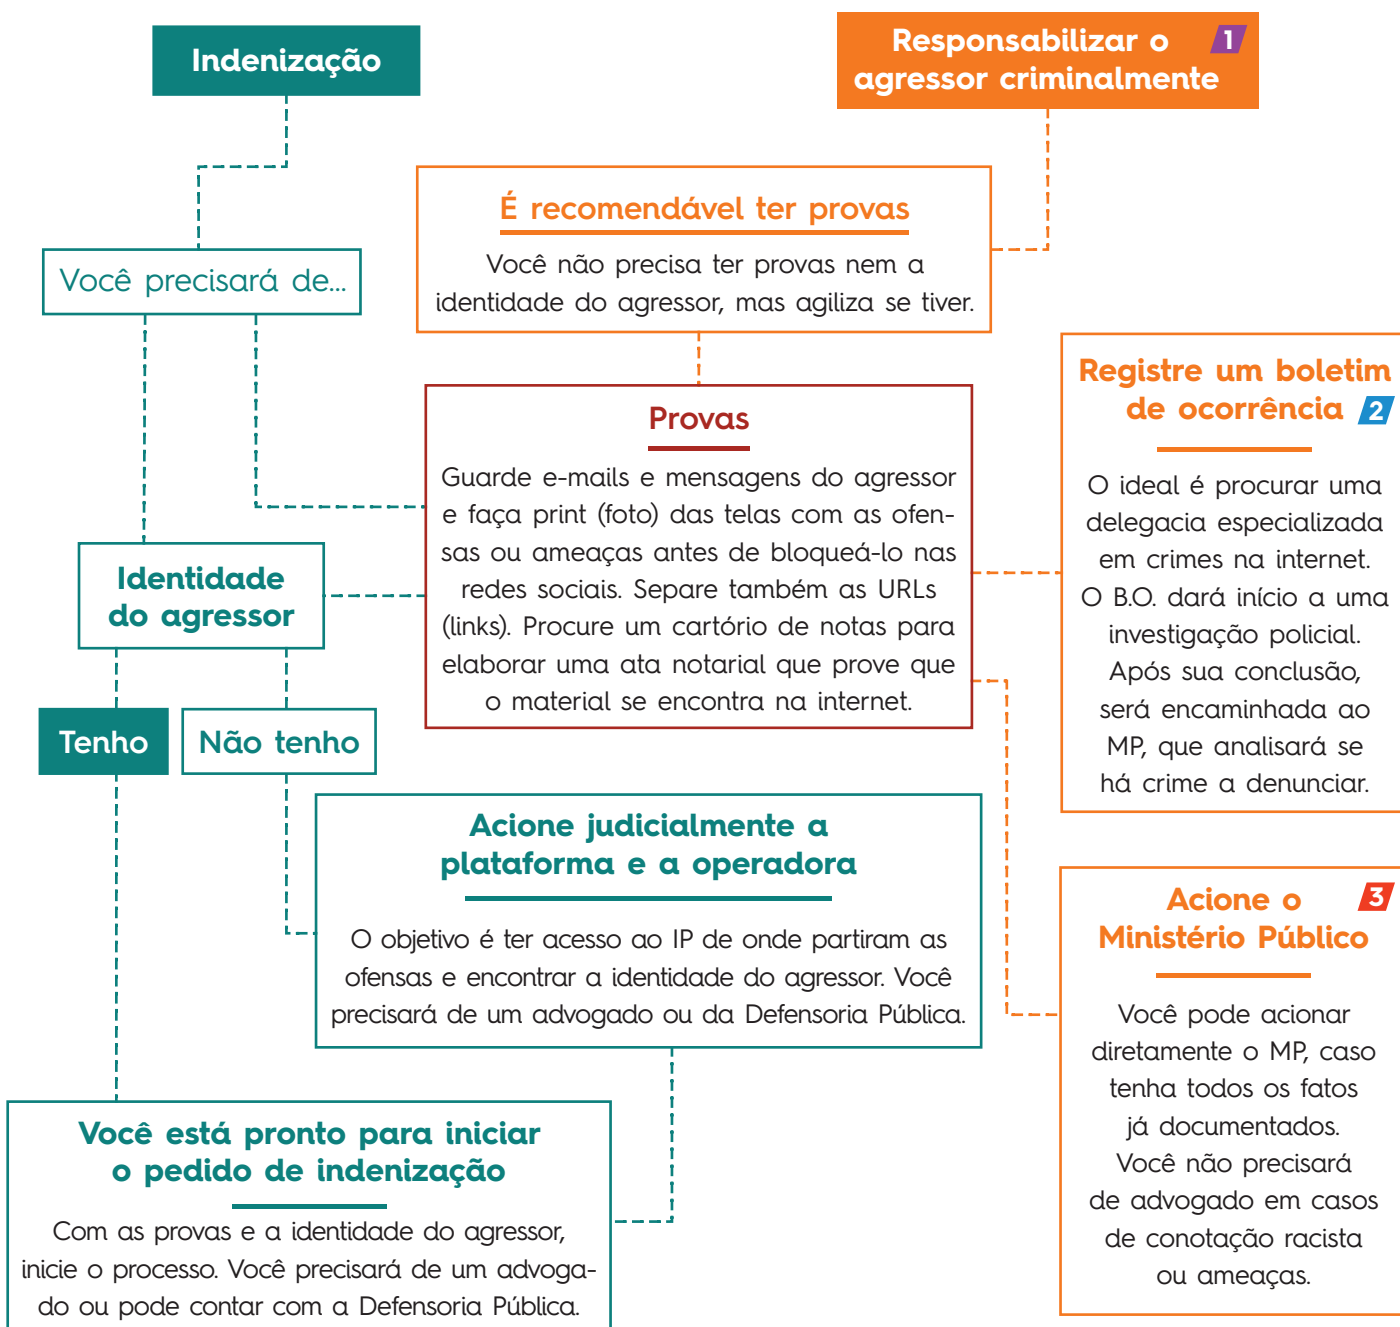 Indenização
Responsabilizar o 1
agressor criminalmente
É recomendável ter provas
Você não precisa ter provas nem a
identidade do agressor, mas agiliza se tiver.
Você precisará de...
Provas
Guarde e-mails e mensagens do agressor
e faça print (foto) das telas com as ofen-
sas ou ameaças antes de bloqueá-lo nas
redes sociais. Separe também as URLs
(links). Procure um cartório de notas para
elaborar uma ata notarial que prove que
o material se encontra na internet.
Registre um boletim
de ocorrência 2
O ideal é procurar uma
delegacia especializada
em crimes na internet.
O B.O. dará início a uma
investigação policial.
Após sua conclusão,
será encaminhada ao
MP, que analisará se
há crime a denunciar.
Identidade
do agressor
Tenho
Não tenho
Acione judicialmente a
plataforma e a operadora
O objetivo é ter acesso ao IP de onde partiram as
ofensas e encontrar a identidade do agressor. Você
precisará de um advogado ou da Defensoria Pública.
Acione o 3
Ministério Público
Você pode acionar
diretamente o MP, caso
tenha todos os fatos
já documentados.
Você não precisará
de advogado em casos
de conotação racista
ou ameaças.
Você está pronto para iniciar
o pedido de indenização
Com as provas e a identidade do agressor,
inicie o processo. Você precisará de um advoga-
do ou pode contar com a Defensoria Pública.